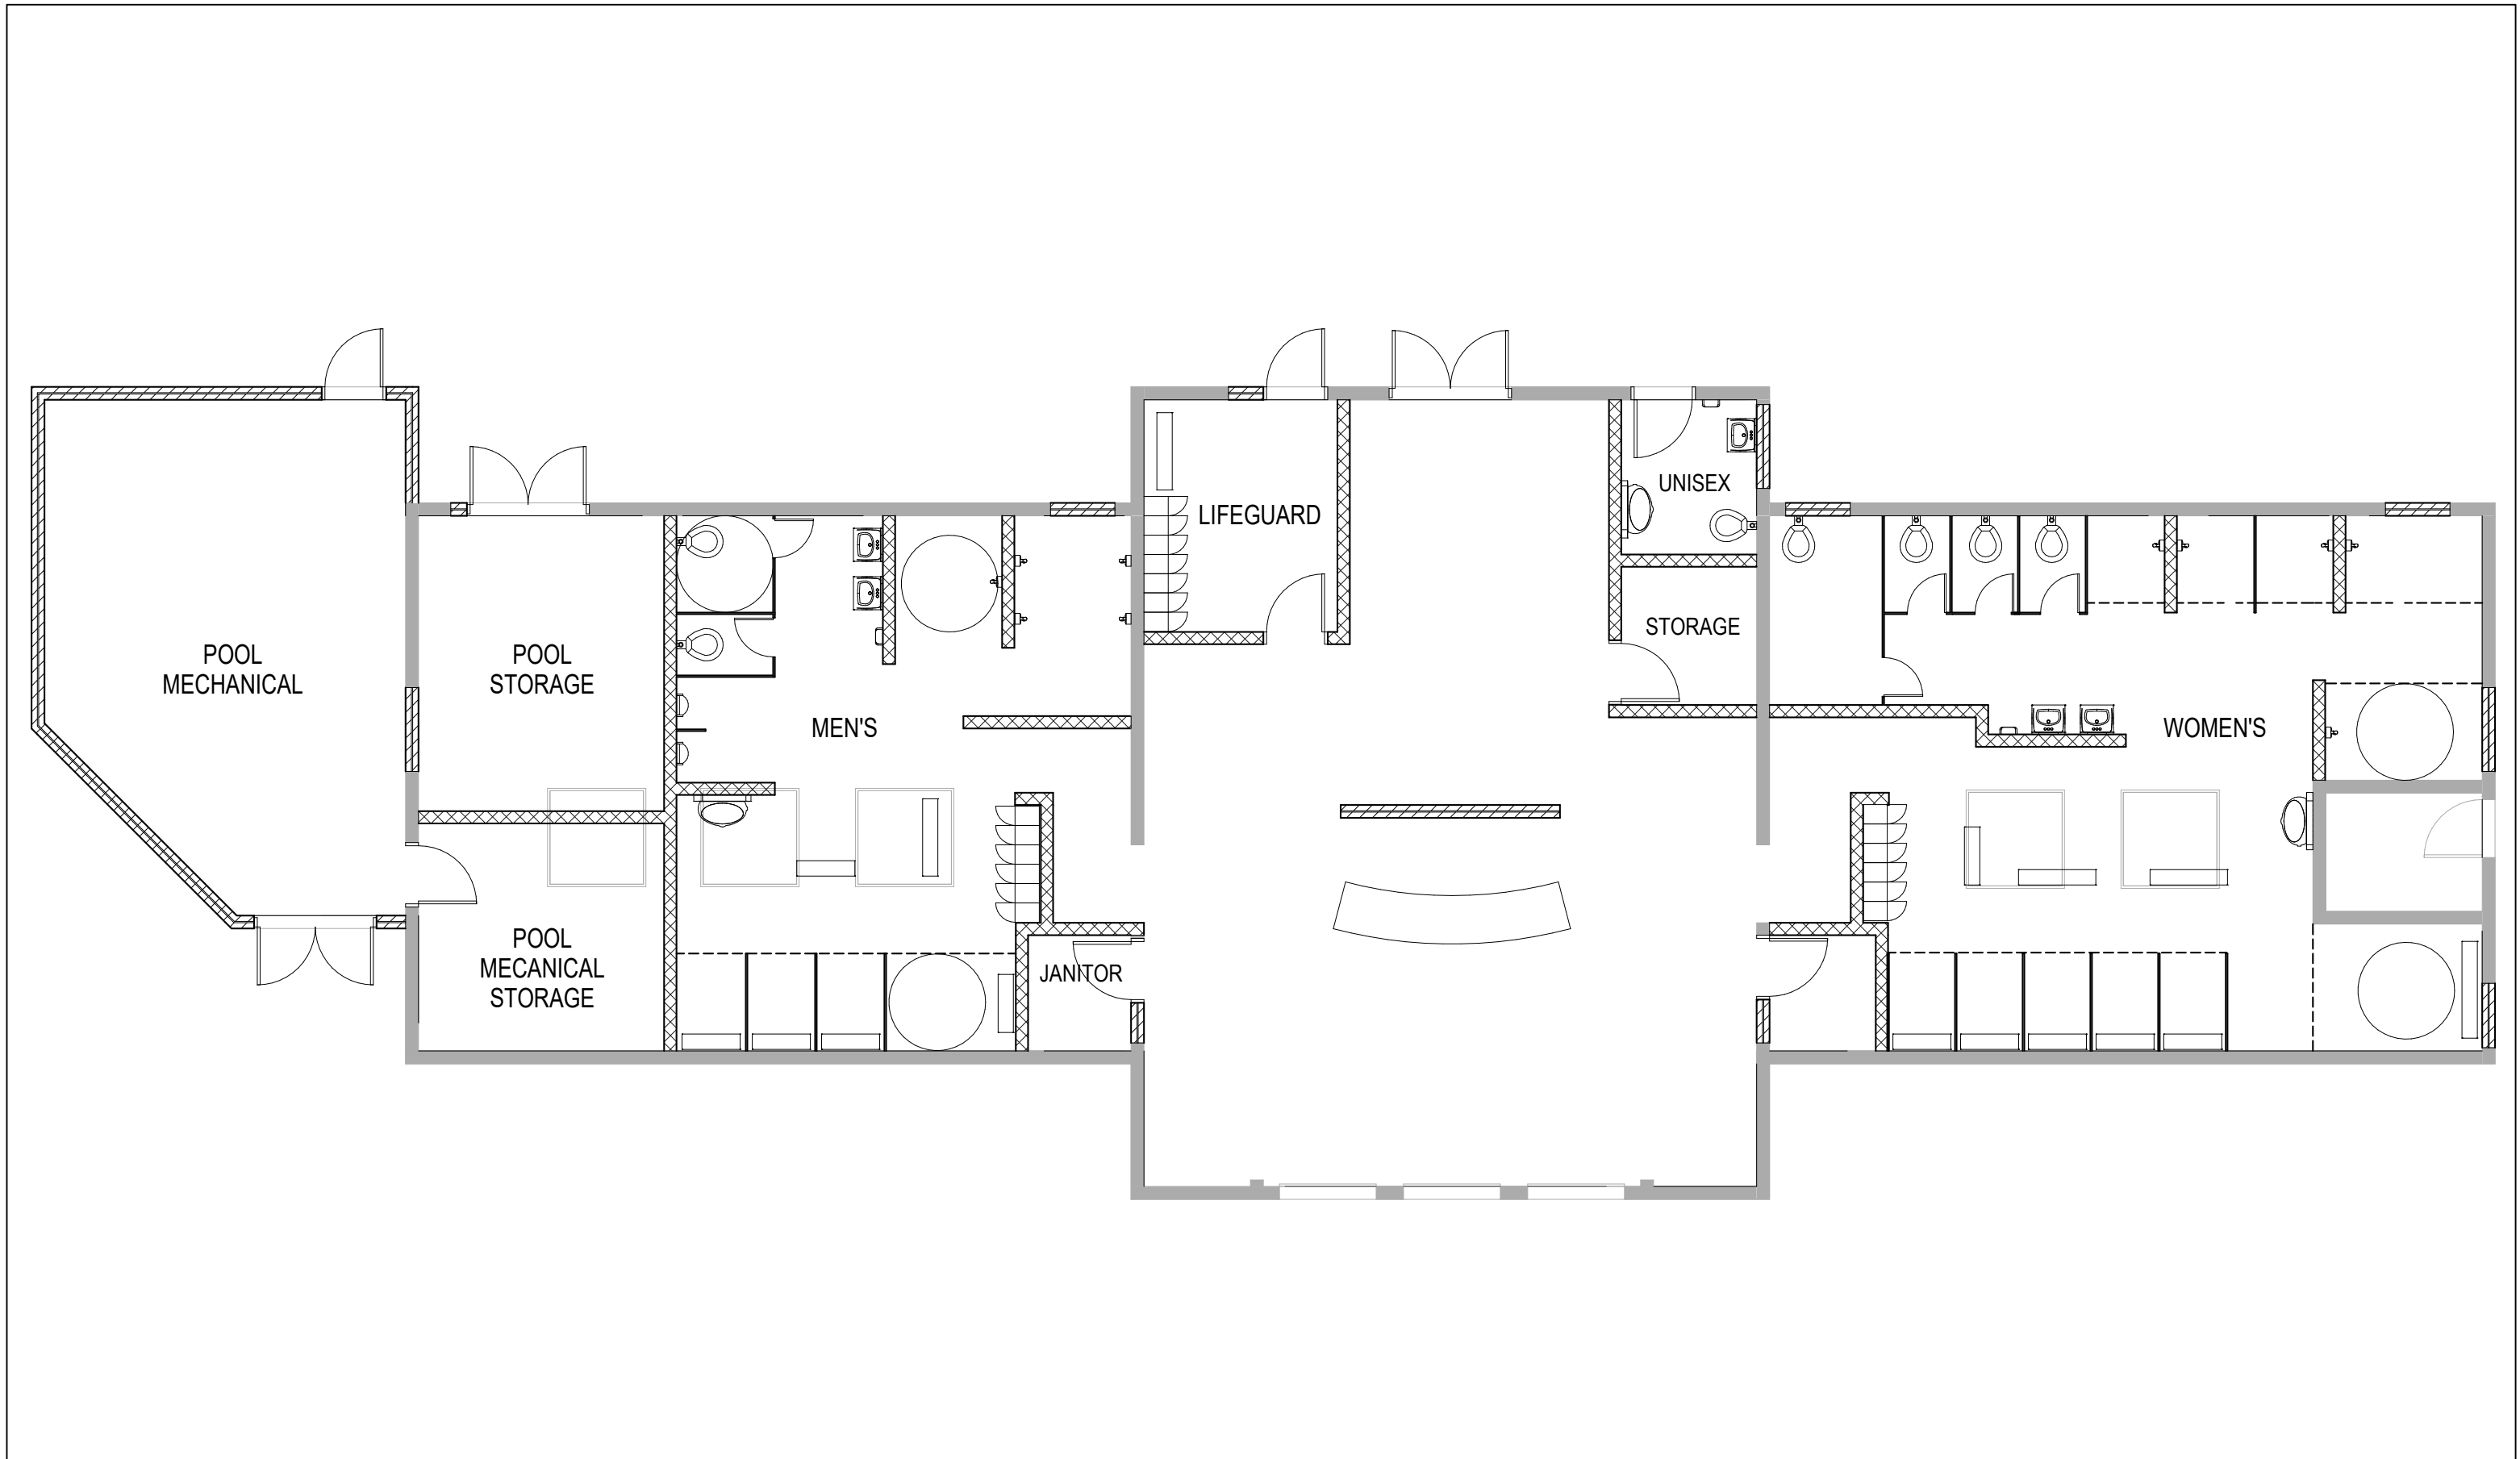 POOL
MECHANICAL
POOL
STORAGE
MEN'S
LIFEGUARD
UNISEX
STORAGE
WOMEN'S
POOL
MECANICAL
STORAGE
JANITOR